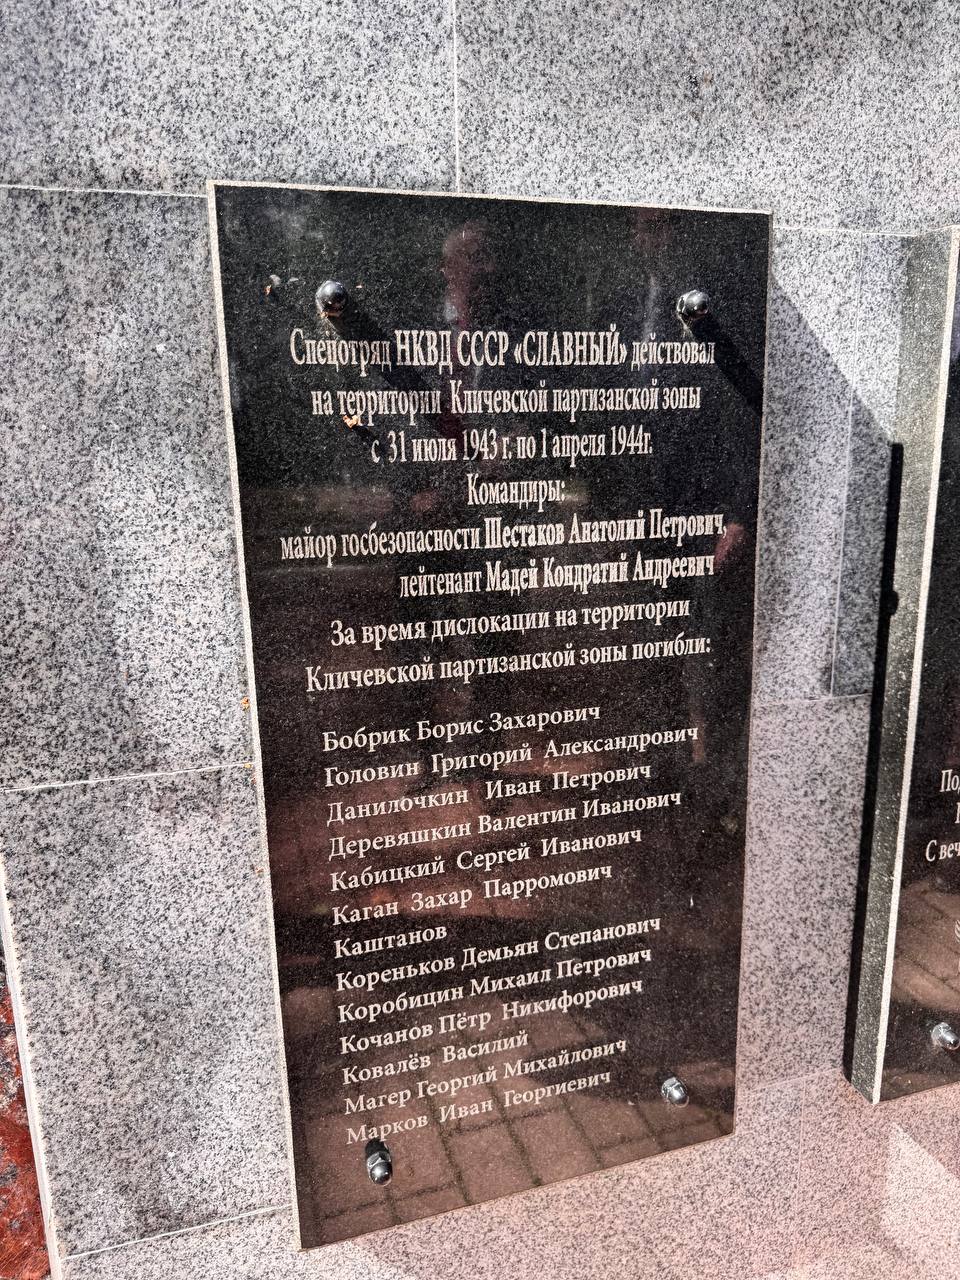 Спецотряд НКВД СССР «СЛАВНЫЙ» действовал
на территории Кличевской партизанской зоны
с 31 июля 1943 г. по 1 апреля 1944г.
Командиры:
майор госбезопасности Шестаков Анатолий Петрович,
лейтенант Мадей Кондратий Андреевич
За время дислокации на территории
Кличевской партизанской зоны погибли:
Бобрик Борис Захарович
Головин Григорий Александрович
Данилочкин Иван Петрович
Деревяшкин Валентин Иванович
Кабицкий Сергей Иванович
Каган Захар Парромович
Каштанов
Кореньков Демьян Степанович
Коробицин Михаил Петрович
Кочанов Пётр Никифорович
Ковалёв Василий
Магер Георгий Михайлович
Марков Иван Георгиевич
С